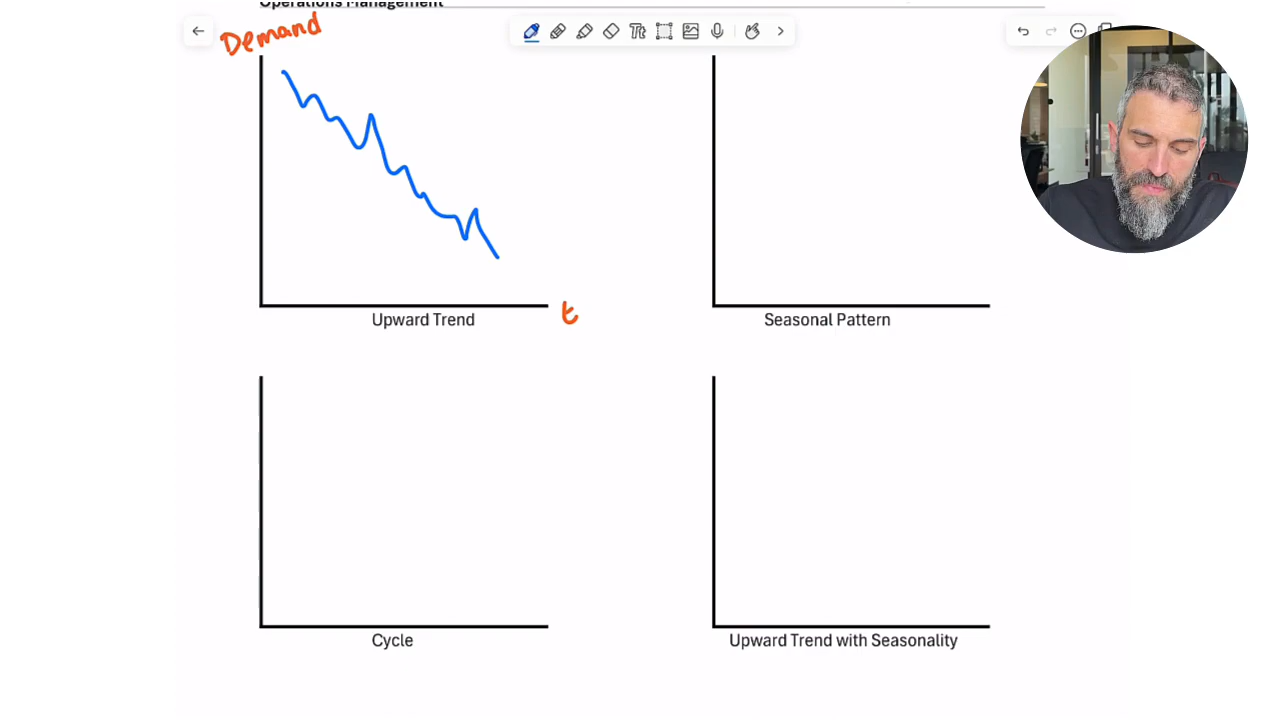 Operations Management
Demand
t
Upward Trend
Seasonal Pattern
Cycle
Upward Trend with Seasonality